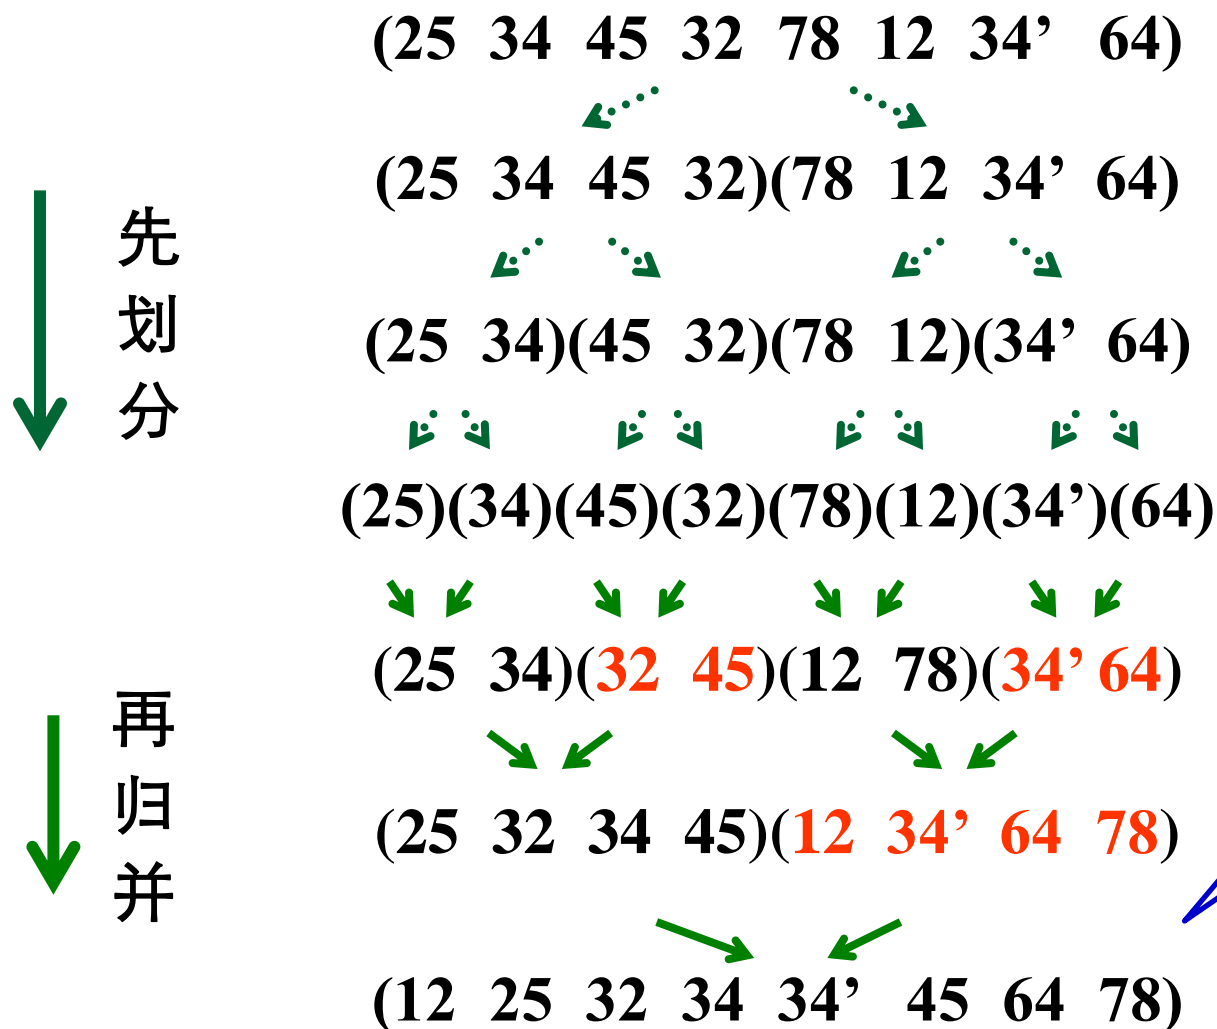 (25 34 45 32 78 12 34’ 64)
(25 34 45 32)(78 12 34’ 64)
(25 34)(45 32)(78 12)(34’ 64)
(25)(34)(45)(32)(78)(12)(34’)(64)
先
划
分
(25 34)(32 45)(12 78)(34’ 64)
(25 32 34 45)(12 34’ 64 78)
(12 25 32 34 34’ 45 64 78)
再
归
并